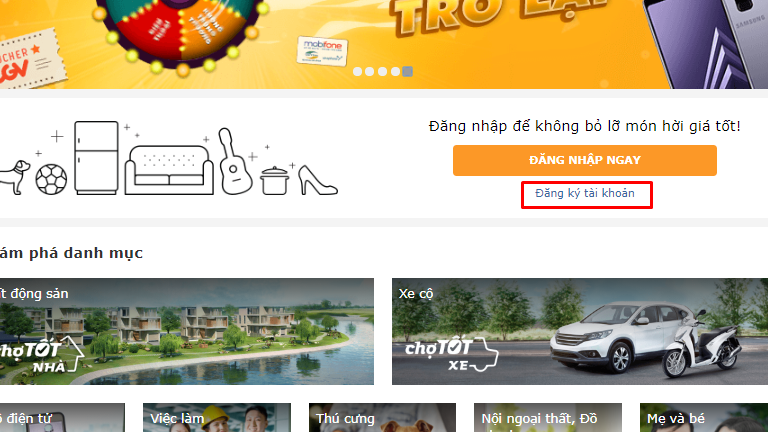 TRỞ LẠI
VOUCHER
CGV
mobifone
SAMSUNG
Đăng nhập để không bỏ lỡ món hời giá tốt!
ĐĂNG NHẬP NGAY
Đăng ký tài khoản
ám phá danh mục
t động sản
Xe cộ
chợTỐT
NHÀ
chợTỐT
XE
điện tử
Việc làm
Thú cưng
Nội ngoại thất, Đồ
Mẹ và bé